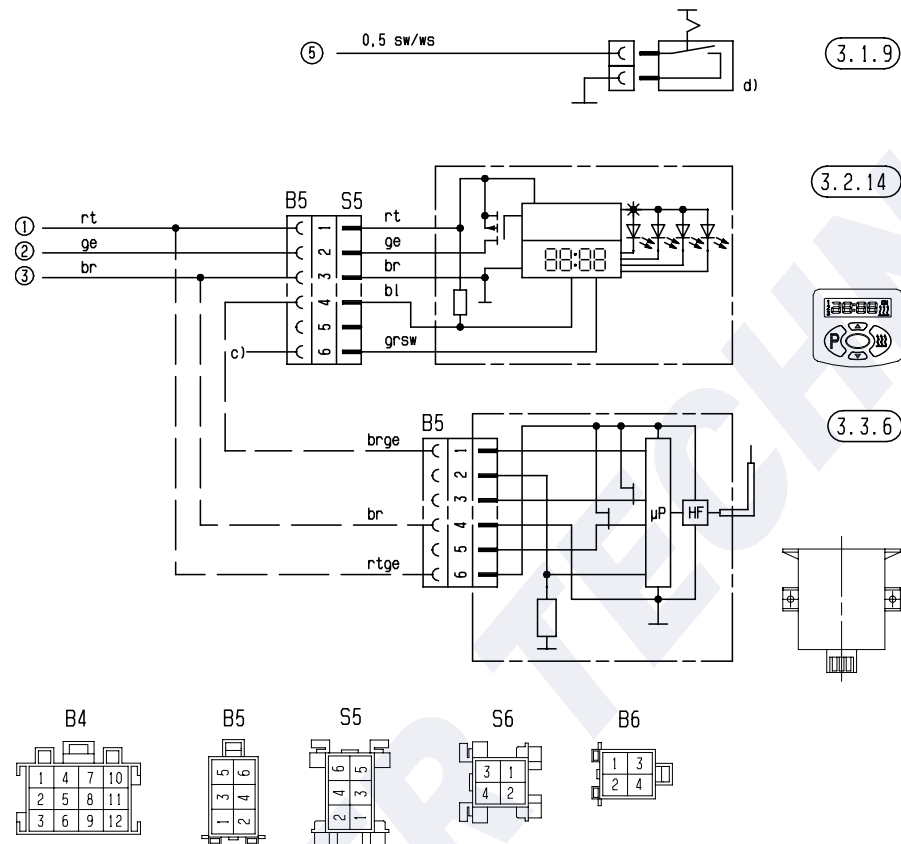 5 0,5 sw/ws
d)
3.1.9
3.2.14
B5 S5
1 rt 1 rt
2 ge 2 ge
3 br 3 br
4 bl
5
c) 6 grsw
88:88
88:88
P
3.3.6
B5
brge 1
2
3
br 4
5
rtge 6
µP HF
B4 B5 S5 S6 B6
1 4 7 10
2 5 8 11
3 6 9 12
5 6
3 4
1 2
6 5
4 3
2 1
3 1
4 2
1 3
2 4
ER TECHN